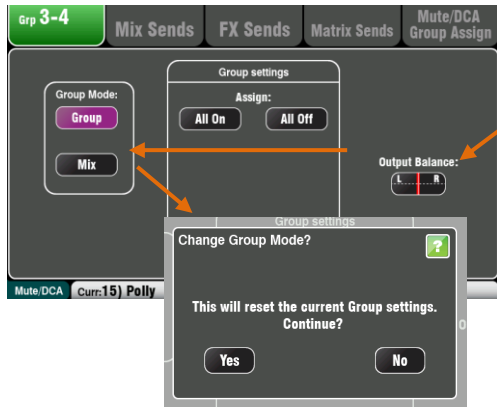 Grp 3-4
Mix Sends
FX Sends
Matrix Sends
Mute/DCA
Group Assign
Group settings
Group Mode:
Assign:
Group
All On
All Off
Mix
Output Balance:
L R
Group settings
Change Group Mode?
?
Mute/DCA
Curr:15) Polly
This will reset the current Group settings.
Continue?
Yes
No